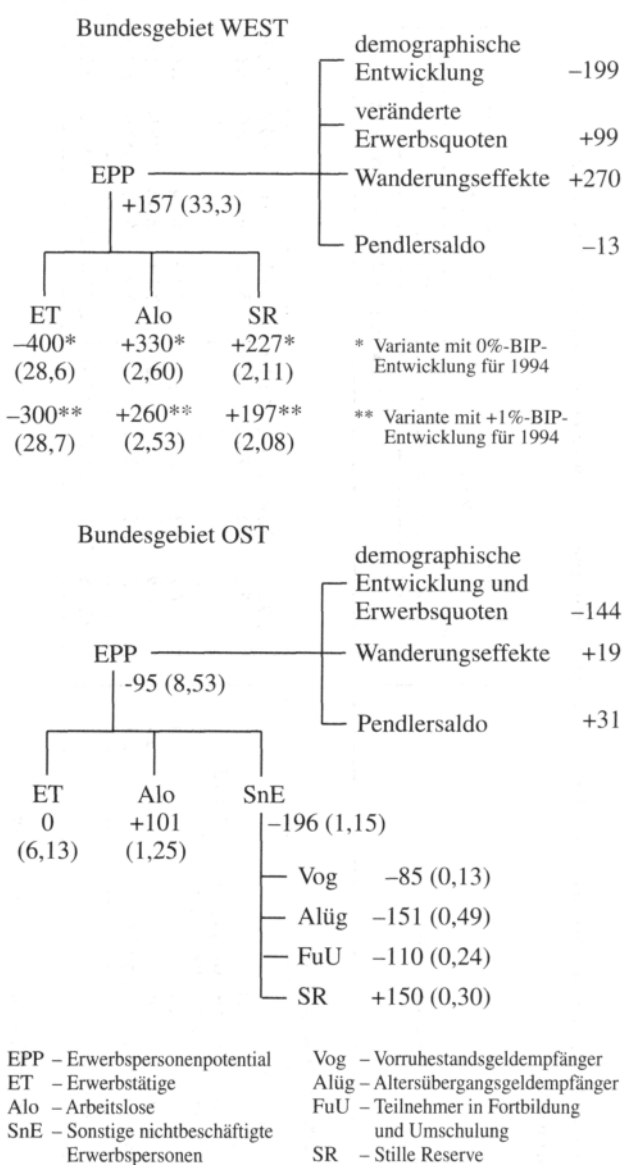 Bundesgebiet WEST
demographische
Entwicklung –199
veränderte
Erwerbsquoten +99
EPP
Wanderungseffekte +270
+157 (33,3)
Pendlersaldo –13
ET Alo SR
–400* +330* +227*
(28,6) (2,60) (2,11)
* Variante mit 0%-BIP-
Entwicklung für 1994
–300** +260** +197**
(28,7) (2,53) (2,08)
** Variante mit +1%-BIP-
Entwicklung für 1994
Bundesgebiet OST
demographische
Entwicklung und
Erwerbsquoten –144
EPP
Wanderungseffekte +19
-95 (8,53)
Pendlersaldo +31
ET Alo SnE
0 +101 –196 (1,15)
(6,13) (1,25)
Vog –85 (0,13)
Alüg –151 (0,49)
FuU –110 (0,24)
SR +150 (0,30)
EPP – Erwerbspersonenpotential
ET – Erwerbstätige
Alo – Arbeitslose
SnE – Sonstige nichtbeschäftigte
Erwerbspersonen
Vog – Vorruhestandsgeldempfänger
Alüg – Altersübergangsgeldempfänger
FuU – Teilnehmer in Fortbildung
und Umschulung
SR – Stille Reserve